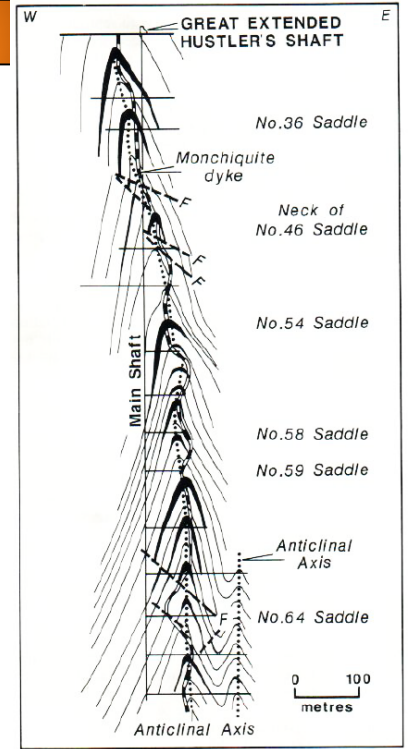 W
E
GREAT EXTENDED
HUSTLER'S SHAFT
No.36 Saddle
Monchiquite
dyke
F
Neck of
No.46 Saddle
F
F
No.54 Saddle
Main Shaft
No.58 Saddle
No.59 Saddle
Anticlinal
Axis
F
No.64 Saddle
0 100
metres
Anticlinal Axis